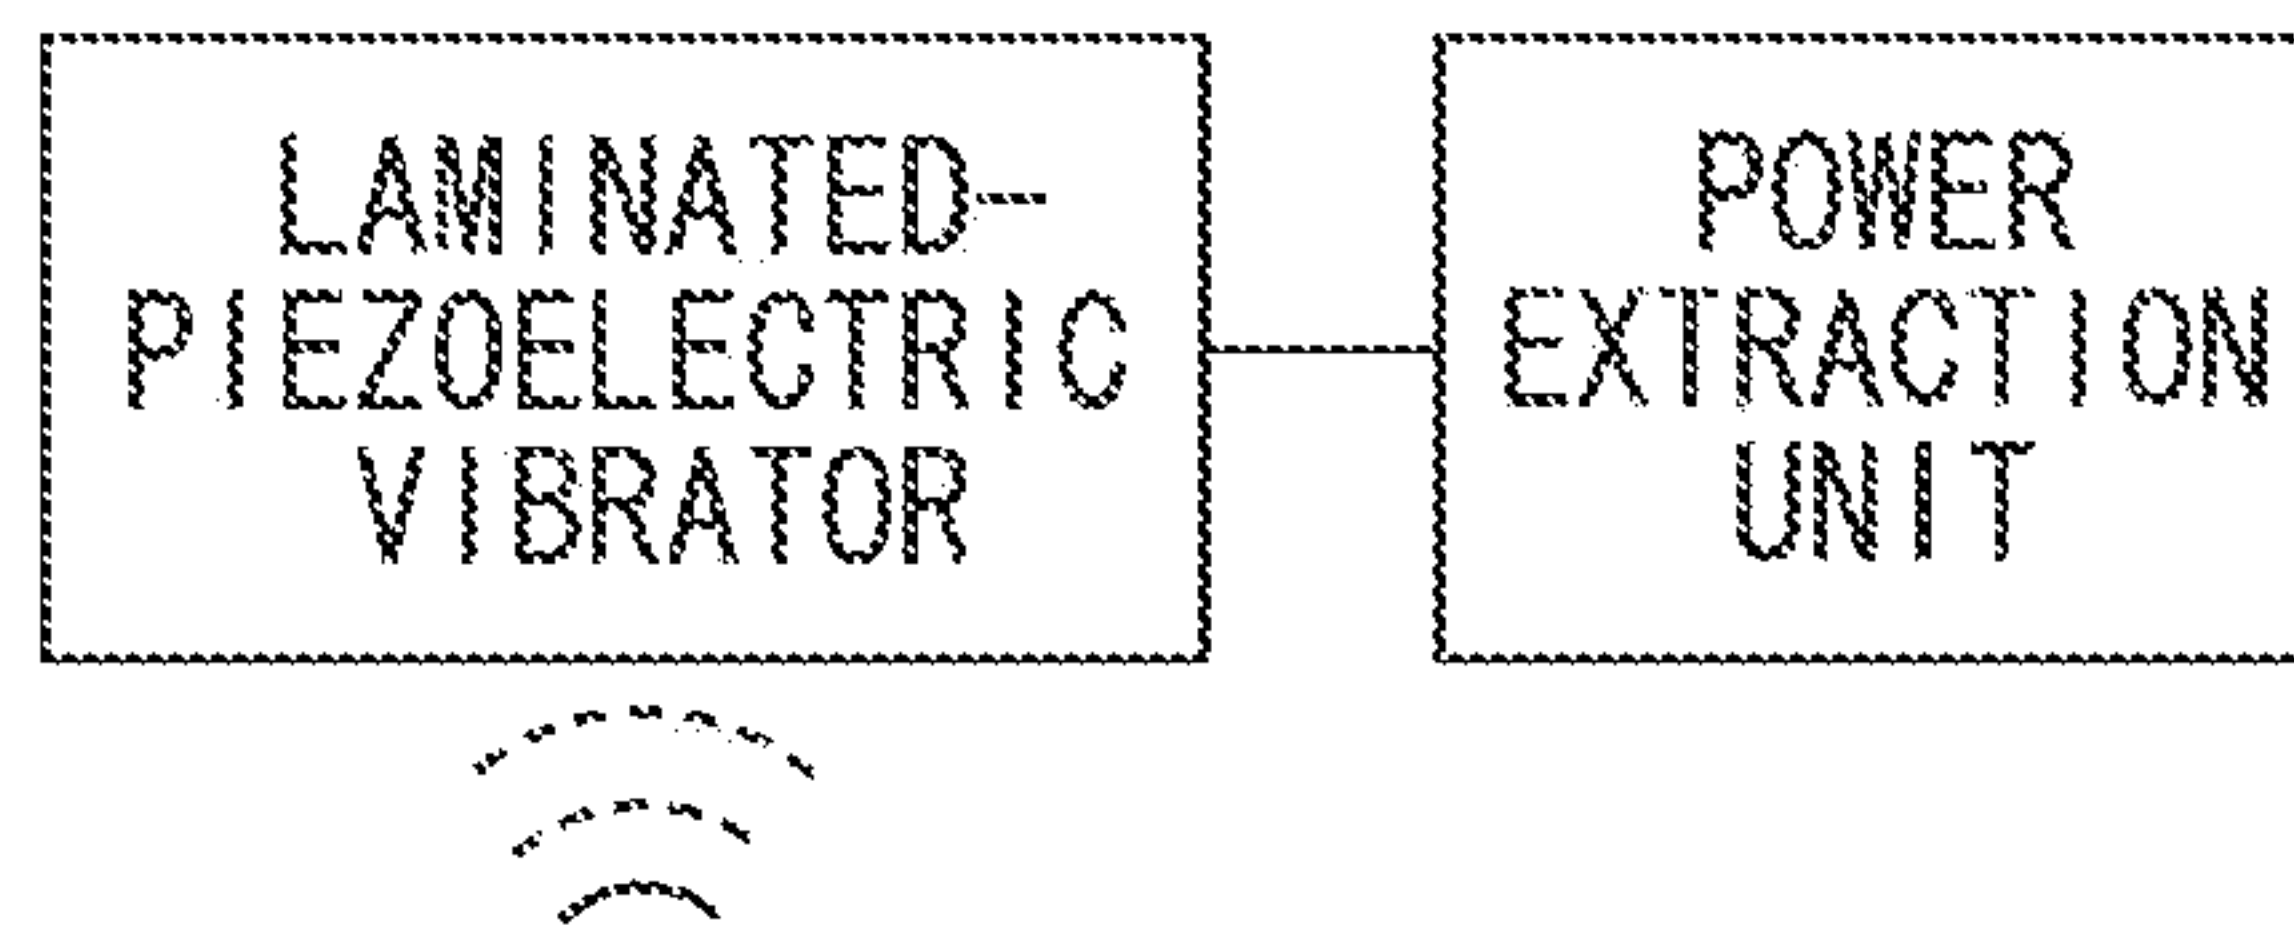 LAMINATED-
PIEZOELECTRIC
VIBRATOR
POWER
EXTRACTION
UNIT